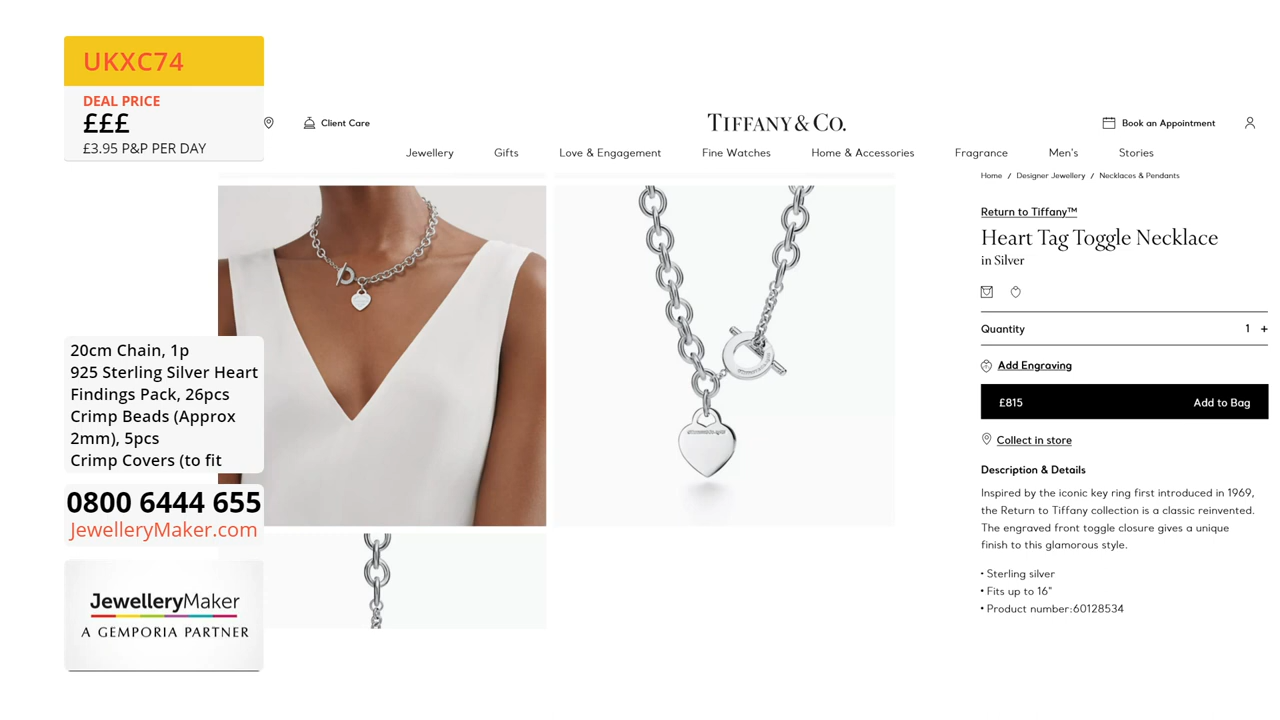 UKXC74
DEAL PRICE
£££
£3.95 P&P PER DAY
Client Care
TIFFANY & CO.
Book an Appointment
Jewellery Gifts Love & Engagement Fine Watches Home & Accessories Fragrance Men's Stories
Home / Designer Jewellery / Necklaces & Pendants
Return to Tiffany™
Heart Tag Toggle Necklace
in Silver
Quantity 1 +
Add Engraving
£815 Add to Bag
Collect in store
Description & Details
Inspired by the iconic key ring first introduced in 1969,
the Return to Tiffany collection is a classic reinvented.
The engraved front toggle closure gives a unique
finish to this glamorous style.
• Sterling silver
• Fits up to 16"
• Product number:60128534
20cm Chain, 1p
925 Sterling Silver Heart
Findings Pack, 26pcs
Crimp Beads (Approx
2mm), 5pcs
Crimp Covers (to fit
0800 6444 655
JewelleryMaker.com
JewelleryMaker
A GEMPORIA PARTNER